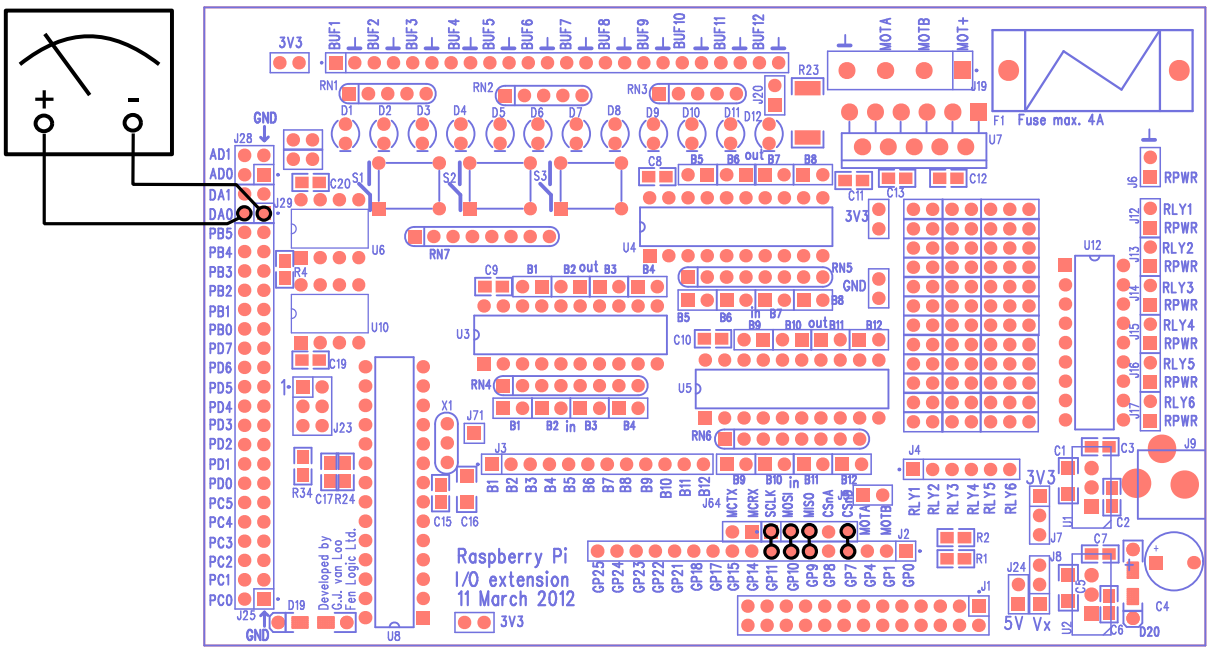 3V3
BUF1
BUF2
BUF3
BUF4
BUF5
BUF6
BUF7
BUF8
BUF9
BUF10
BUF11
BUF12
MOTA
MOTB
MOT+
J19
F1 Fuse max. 4A
+ -
RN1
RN2
RN3
J20
R23
D1 D2 D3 D4 D5 D6 D7 D8 D9 D10 D11 D12
U7
GND
J28
AD1
AD0
DA1
DA0
J29
PB5
PB4
PB3
PB2
PB1
PB0
PD7
PD6
PD5
PD4
PD3
PD2
PD1
PD0
PC5
PC4
PC3
PC2
PC1
PC0
J25
GND
C20
S1
S2
S3
U6
R4
U10
C19
RN7
1
J23
R34
C17 R24
D19
Developed by
G.J. van Loo
Fen Logic Ltd.
U8
X1
J71
C15 C16
C8
out
B5 B6 B7 B8
U4
RN5
B5 B6 in B7 B8
C9
B1 B2 out B3 B4
U3
RN4
B1 B2 in B3 B4
C10
B9 B10 out B11 B12
U5
RN6
B9 B10 in B11 B12
J3
B1
B2
B3
B4
B5
B6
B7
B8
B9
B10
B11
B12
C11
C13
C12
3V3
GND
J6
RPWR
J12
RLY1
RPWR
J13
RLY2
RPWR
J14
RLY3
RPWR
J15
RLY4
RPWR
J16
RLY5
RPWR
J17
RLY6
RPWR
U12
J4
RLY1
RLY2
RLY3
RLY4
RLY5
RLY6
MOTA
MOTB
J64
MCTX
MCRX
SCLK
MOSI
MISO
CSnA
CSnB
J2
GP25
GP24
GP23
GP22
GP21
GP18
GP17
GP15
GP14
GP11
GP10
GP9
GP8
GP7
GP4
GP1
GP0
R2
R1
J1
Raspberry Pi
I/O extension
11 March 2012
3V3
3V3
J7
J8
J24
5V Vx
C1
C3
U1
C2
J9
C7
C5
U2
C6
+
D20
+
C4